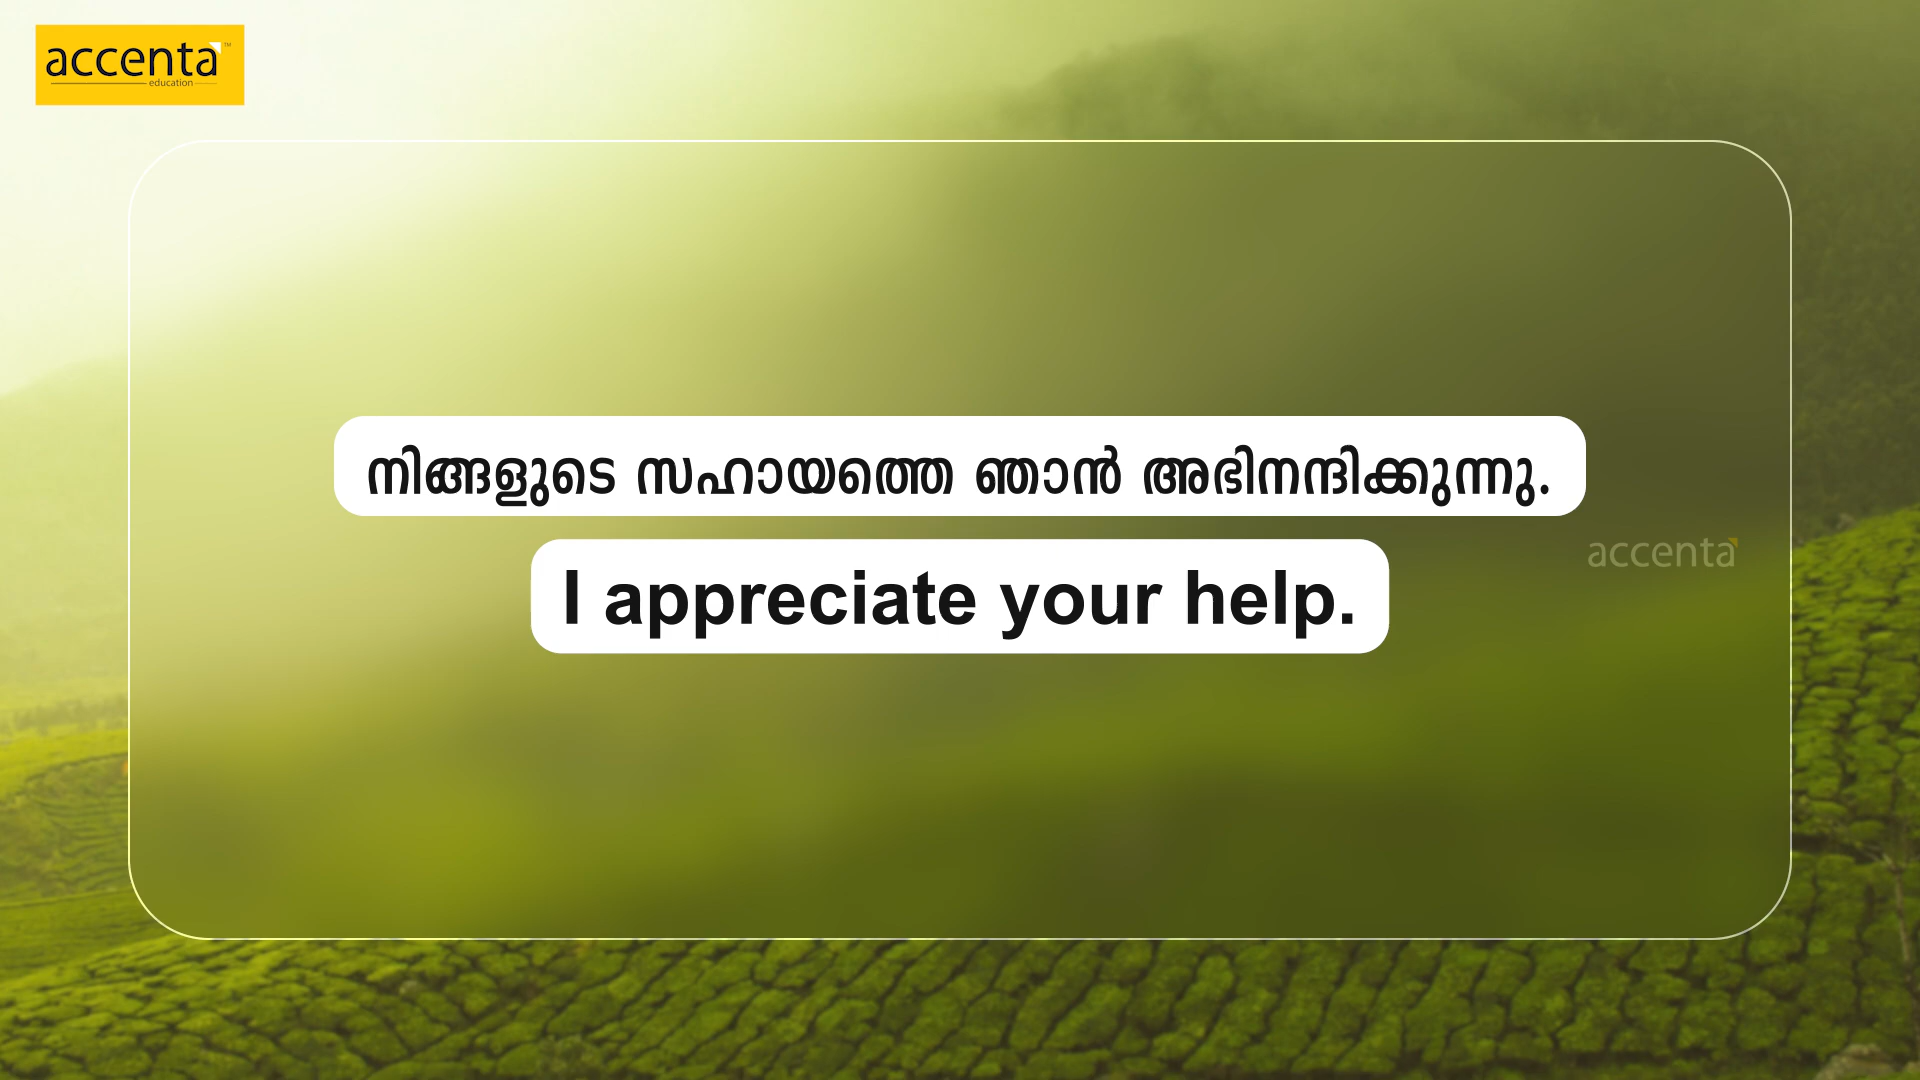 accenta
education
നിങ്ങളുടെ സഹായത്തെ ഞാൻ അഭിനന്ദിക്കുന്നു.
I appreciate your help.
accenta